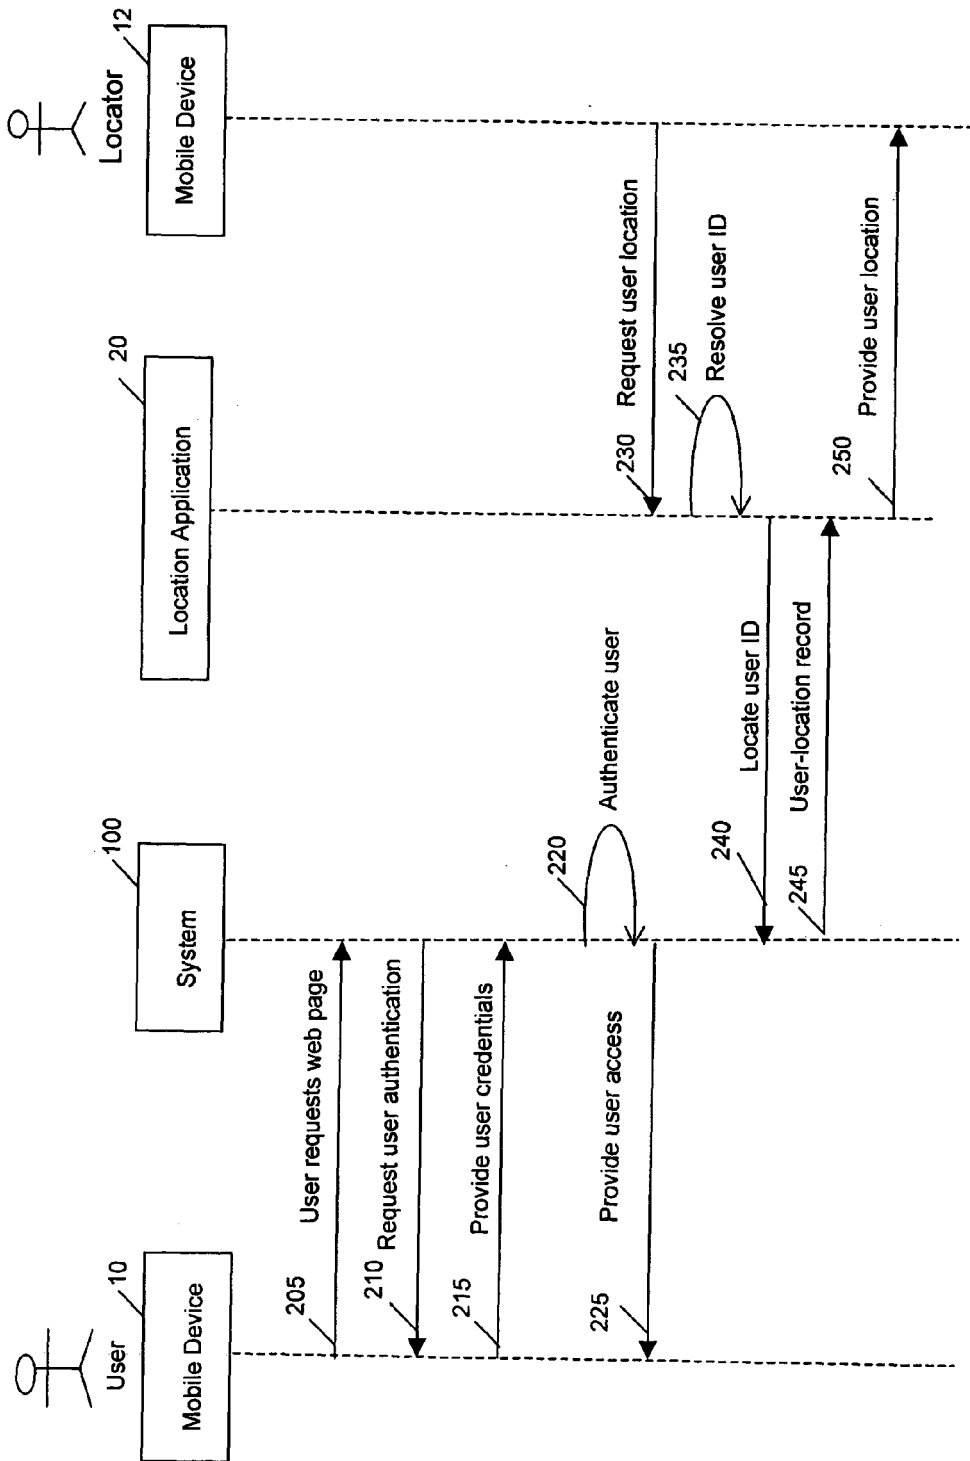 User
10
Mobile Device
100
System
20
Location Application
Locator
12
Mobile Device
205
User requests web page
210
Request user authentication
215
Provide user credentials
220
Authenticate user
225
Provide user access
230
Request user location
235
Resolve user ID
240
Locate user ID
245
User-location record
250
Provide user location